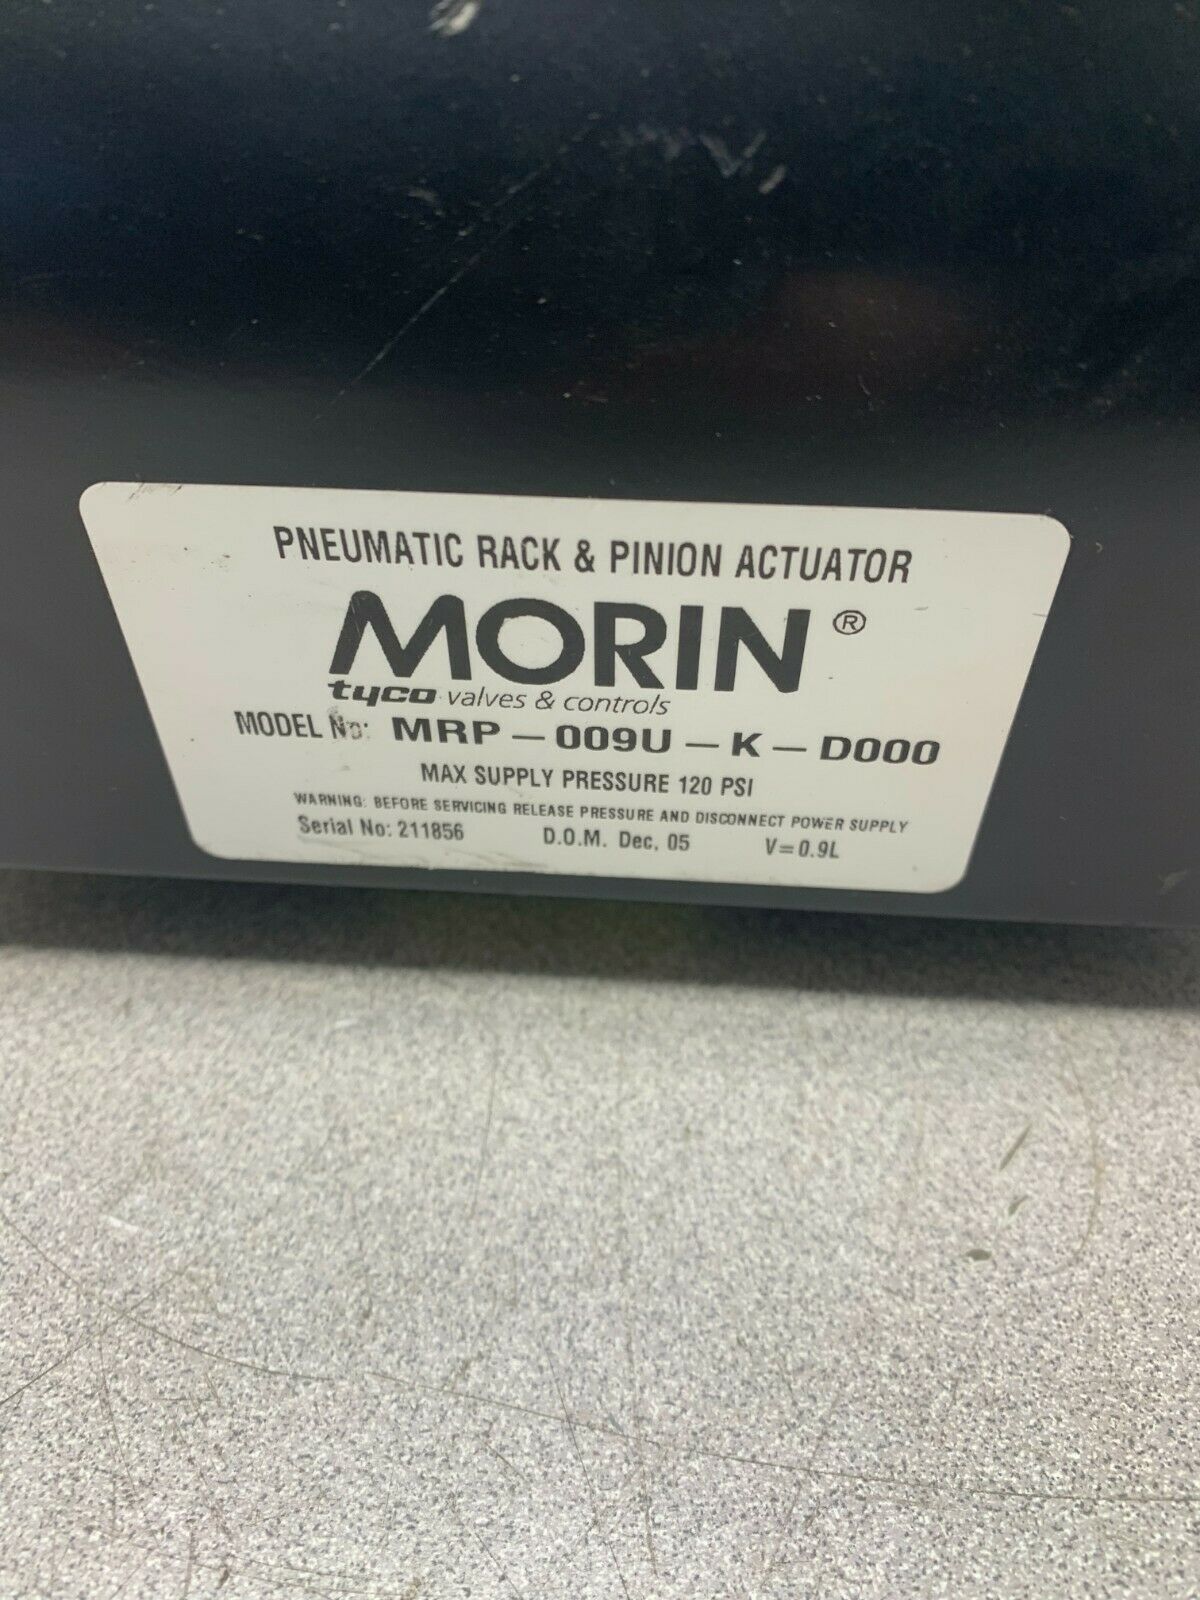 PNEUMATIC RACK & PINION ACTUATOR
MORIN ®
tyco valves & controls
MODEL No: MRP – 009U – K – D000
MAX SUPPLY PRESSURE 120 PSI
WARNING: BEFORE SERVICING RELEASE PRESSURE AND DISCONNECT POWER SUPPLY
Serial No: 211856 D.O.M. Dec, 05 V=0.9L